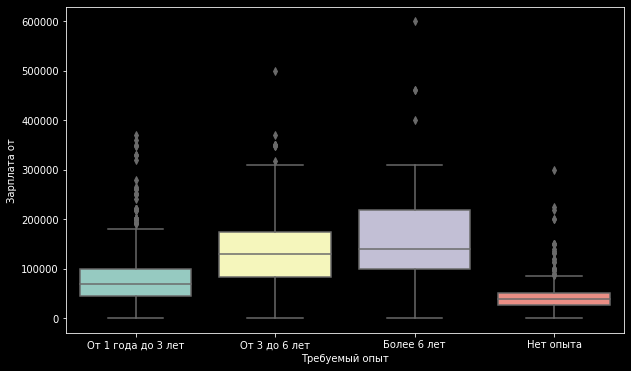 600000
500000
400000
300000
200000
100000
0
Зарплата от
От 1 года до 3 лет
От 3 до 6 лет
Более 6 лет
Нет опыта
Требуемый опыт